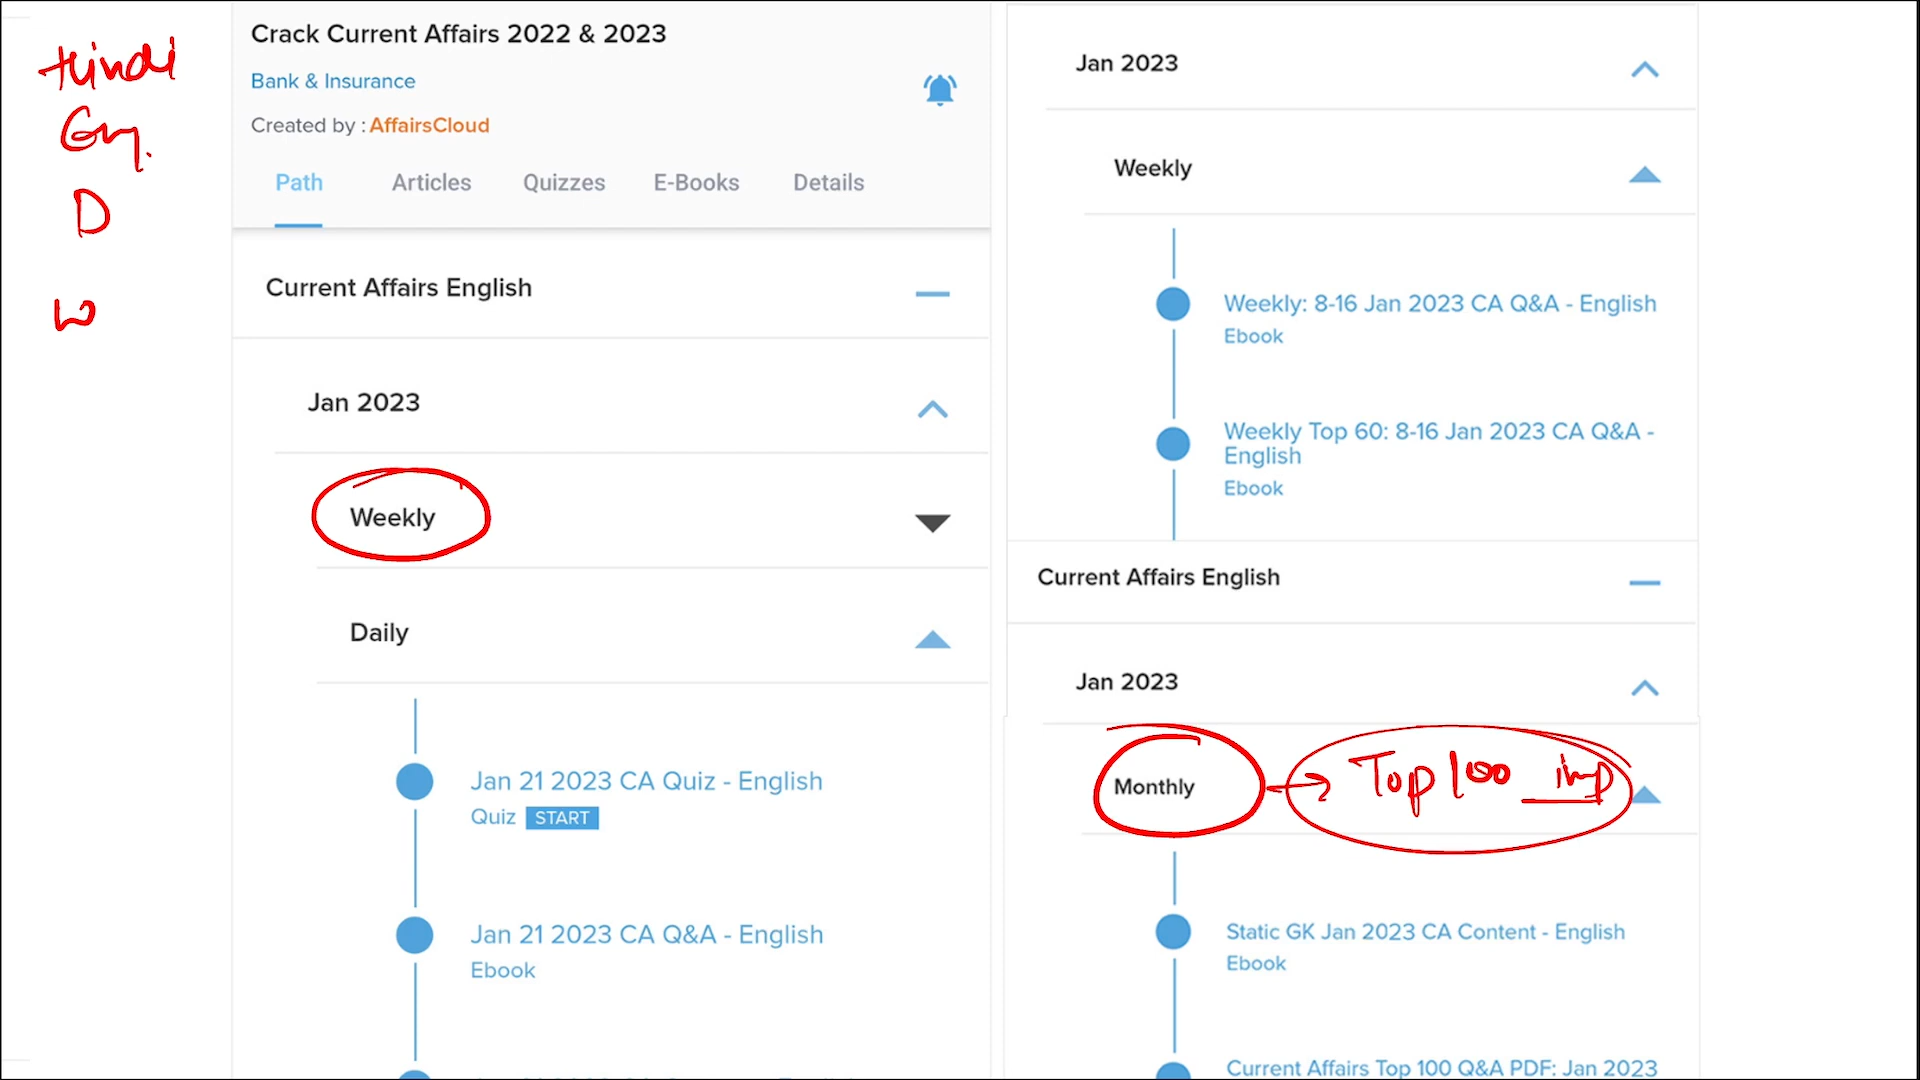 Hindi
Eng.
D
W
Crack Current Affairs 2022 & 2023
Bank & Insurance
Created by : AffairsCloud
Path Articles Quizzes E-Books Details
Current Affairs English
Jan 2023
Weekly
Daily
Jan 21 2023 CA Quiz - English
Quiz START
Jan 21 2023 CA Q&A - English
Ebook
Jan 2023
Weekly
Weekly: 8-16 Jan 2023 CA Q&A - English
Ebook
Weekly Top 60: 8-16 Jan 2023 CA Q&A -
English
Ebook
Current Affairs English
Jan 2023
Monthly → Top 100 imp
Static GK Jan 2023 CA Content - English
Ebook
Current Affairs Top 100 Q&A PDF: Jan 2023